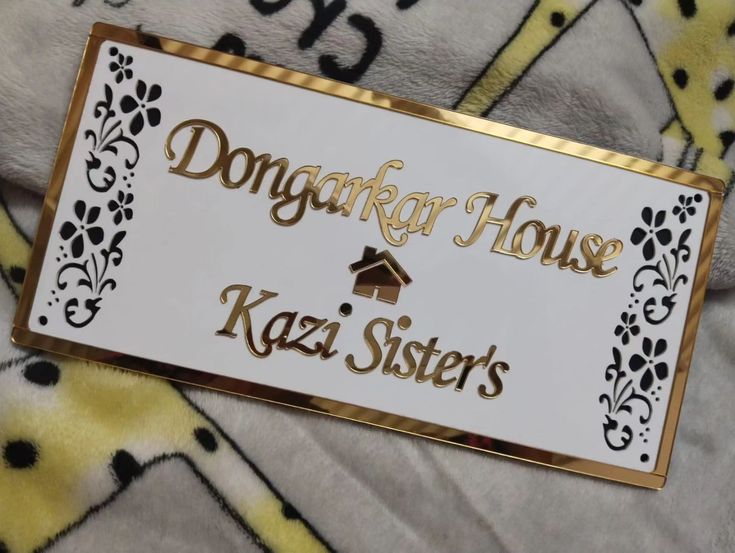 Dongarkar House
Kazi Sister's